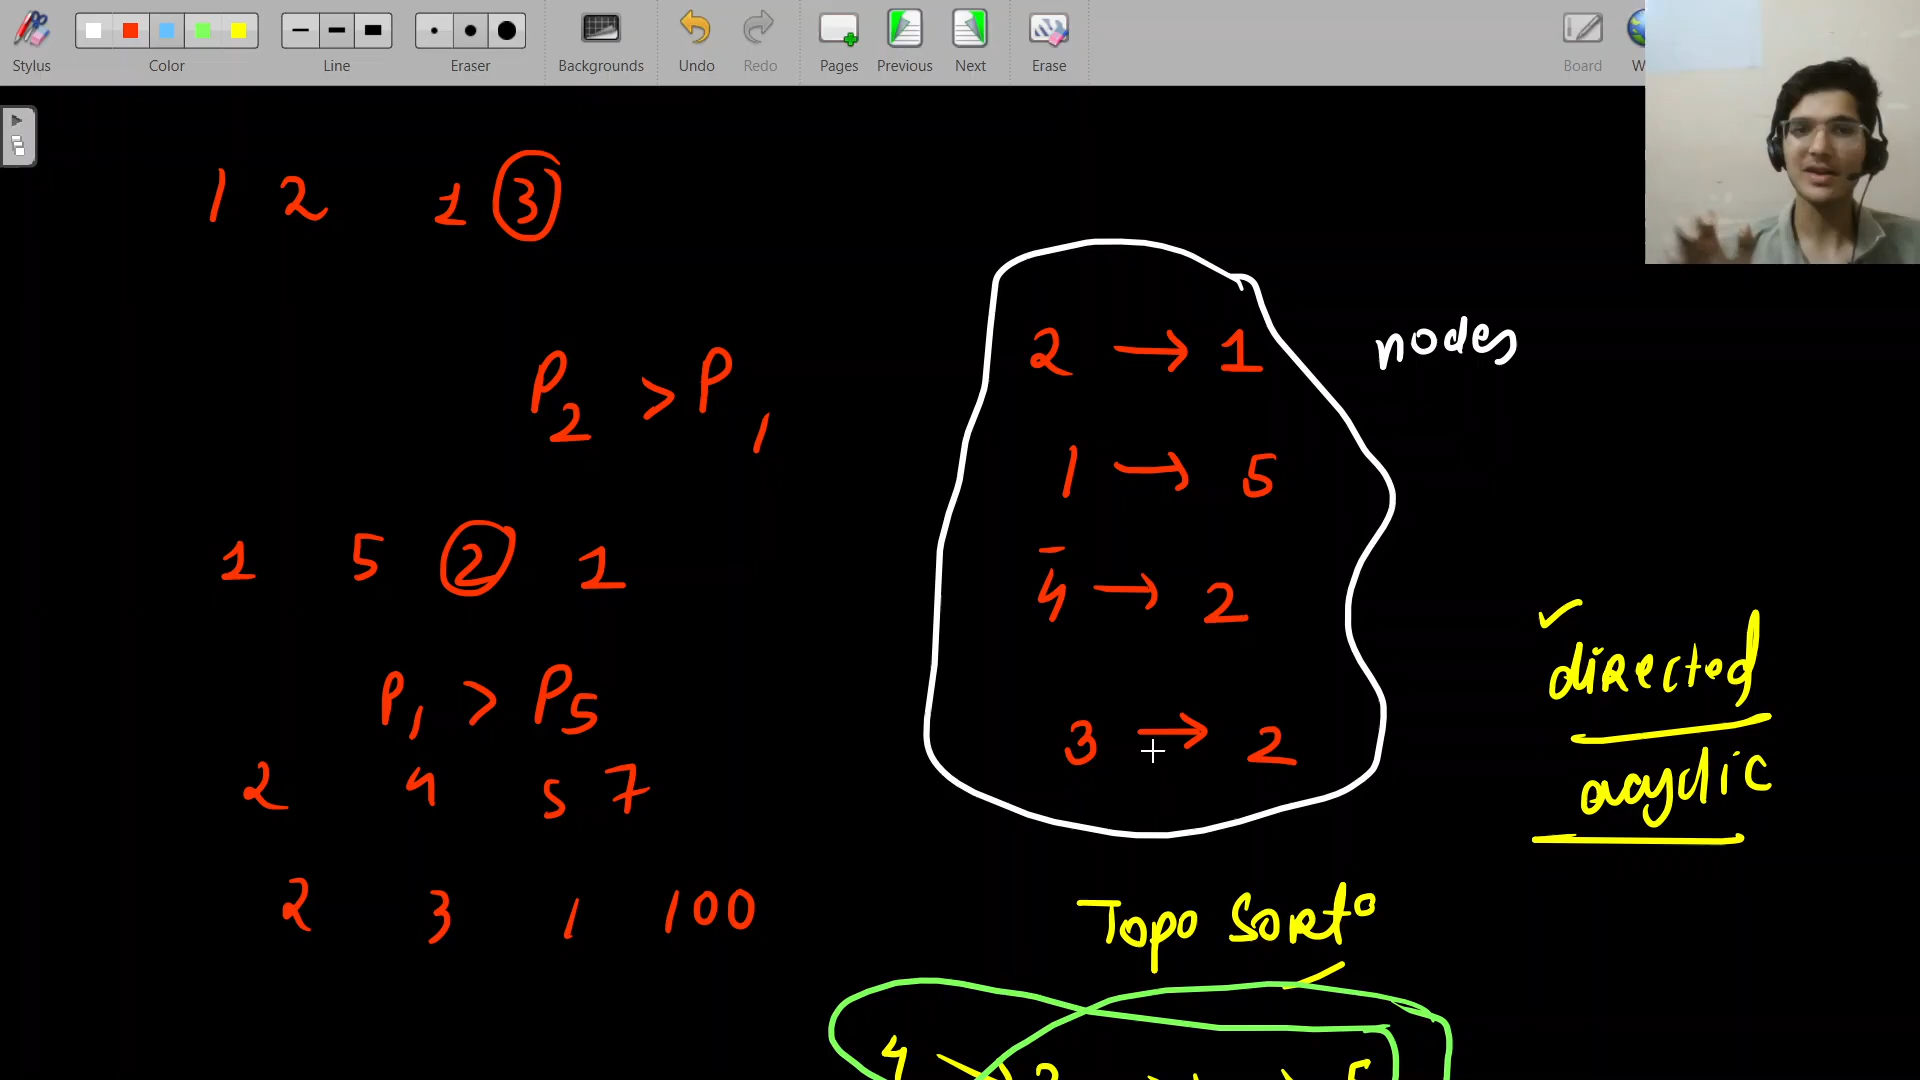 Stylus Color Line Eraser Backgrounds Undo Redo Pages Previous Next Erase Board W
1 2 1 3
P2 > P1
1 5 2 1
P1 > P5
2 4 5 7
2 3 1 100
2 → 1
1 → 5
4 → 2
3 → 2
nodes
directed
acyclic
Topo Sort
4 5